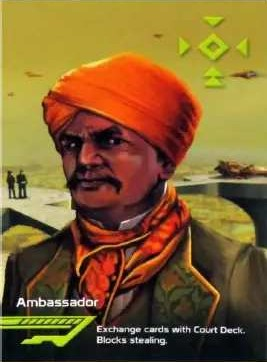 Ambassador
Exchange cards with Court Deck.
Blocks stealing.